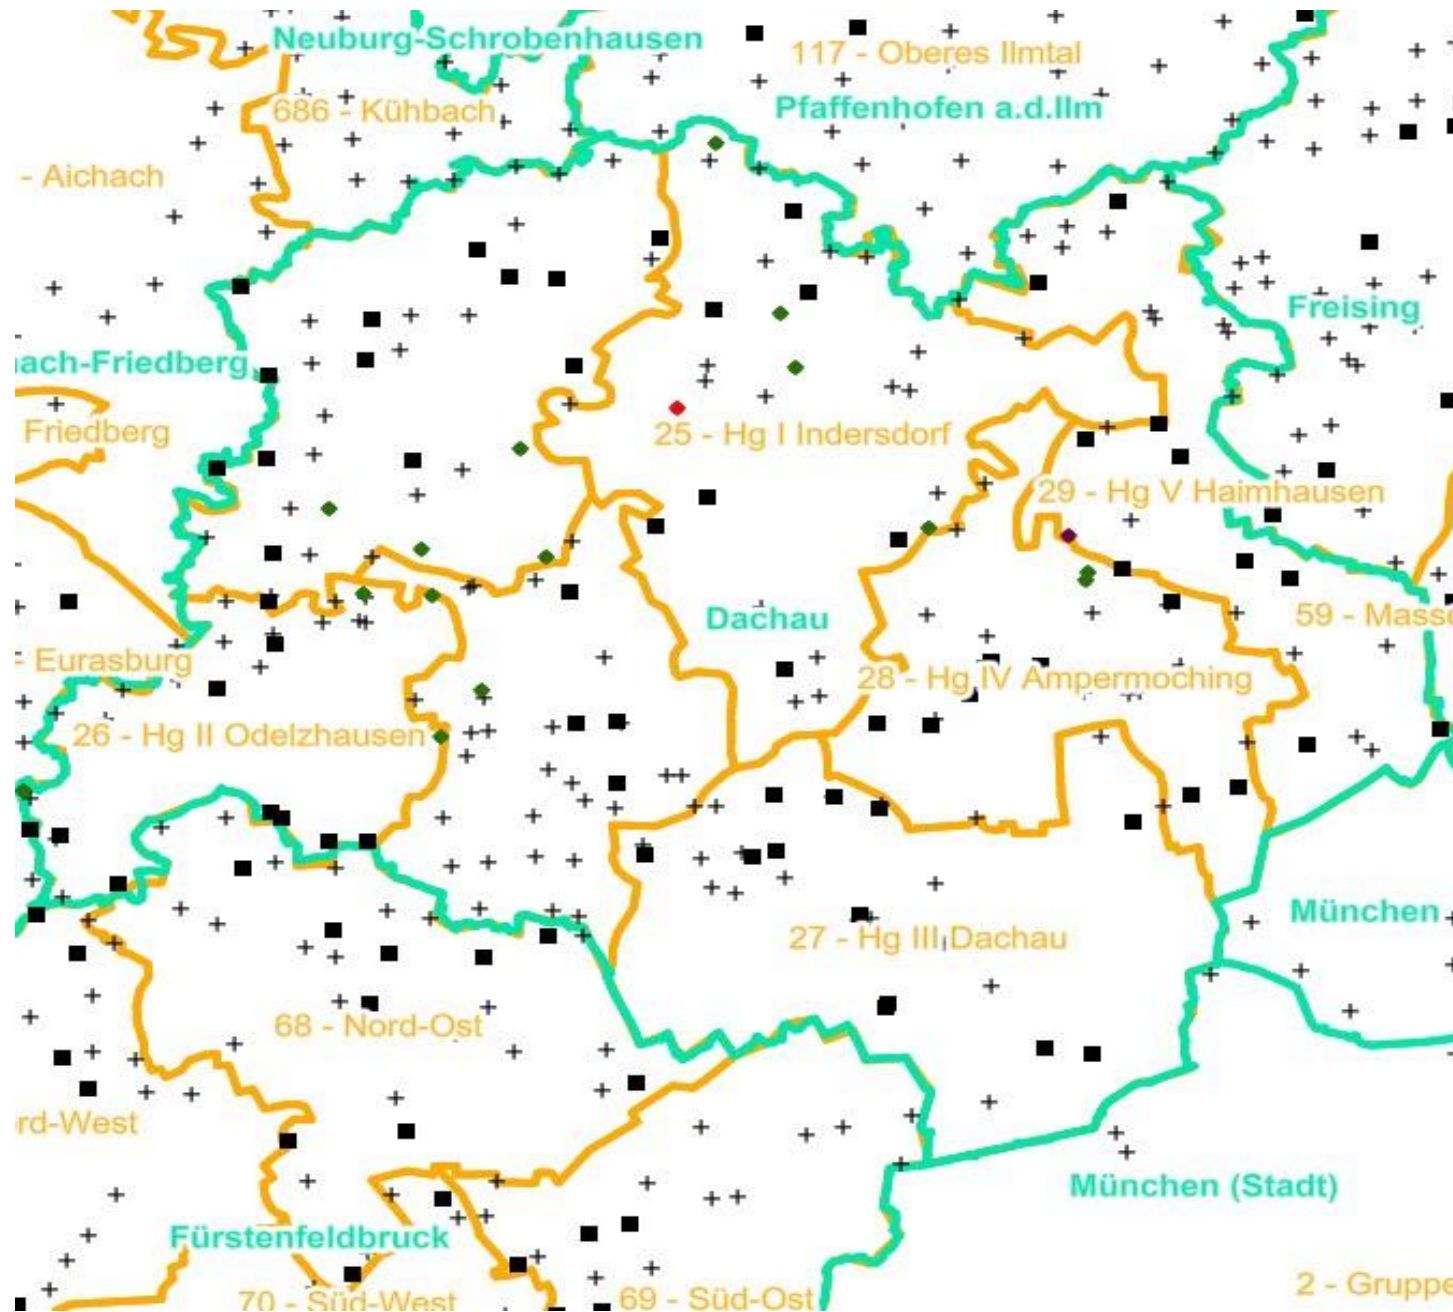 Neuburg-Schrobenhausen
117 - Oberes Ilmtal
686 - Kühbach
Pfaffenhofen a.d.Ilm
- Aichach
Freising
ach-Friedberg
Friedberg
25 - Hg I Indersdorf
29 - Hg V Haimhausen
Dachau
59 - Masse
- Eurasburg
28 - Hg IV Ampermoching
26 - Hg II Odelzhausen
München
27 - Hg III Dachau
68 - Nord-Ost
rd-West
München (Stadt)
Fürstenfeldbruck
2 - Gruppe
70 - Süd-West
69 - Süd-Ost